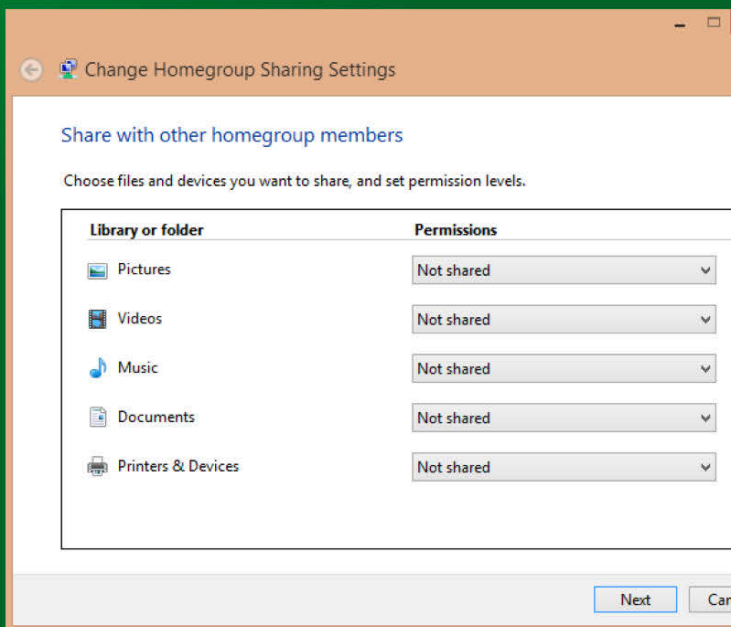 Change Homegroup Sharing Settings
Share with other homegroup members
Choose files and devices you want to share, and set permission levels.
Library or folder Permissions
Pictures Not shared
Videos Not shared
Music Not shared
Documents Not shared
Printers & Devices Not shared
Next